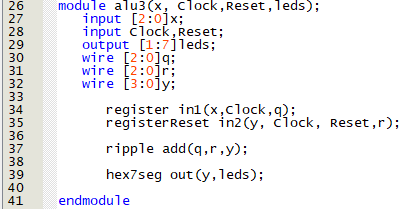 26 module alu3(x, Clock,Reset,leds);
27 input [2:0]x;
28 input Clock,Reset;
29 output [1:7]leds;
30 wire [2:0]q;
31 wire [2:0]r;
32 wire [3:0]y;
33
34 register in1(x,Clock,q);
35 registerReset in2(y, Clock, Reset,r);
36
37 ripple add(q,r,y);
38
39 hex7seg out(y,leds);
40
41 endmodule